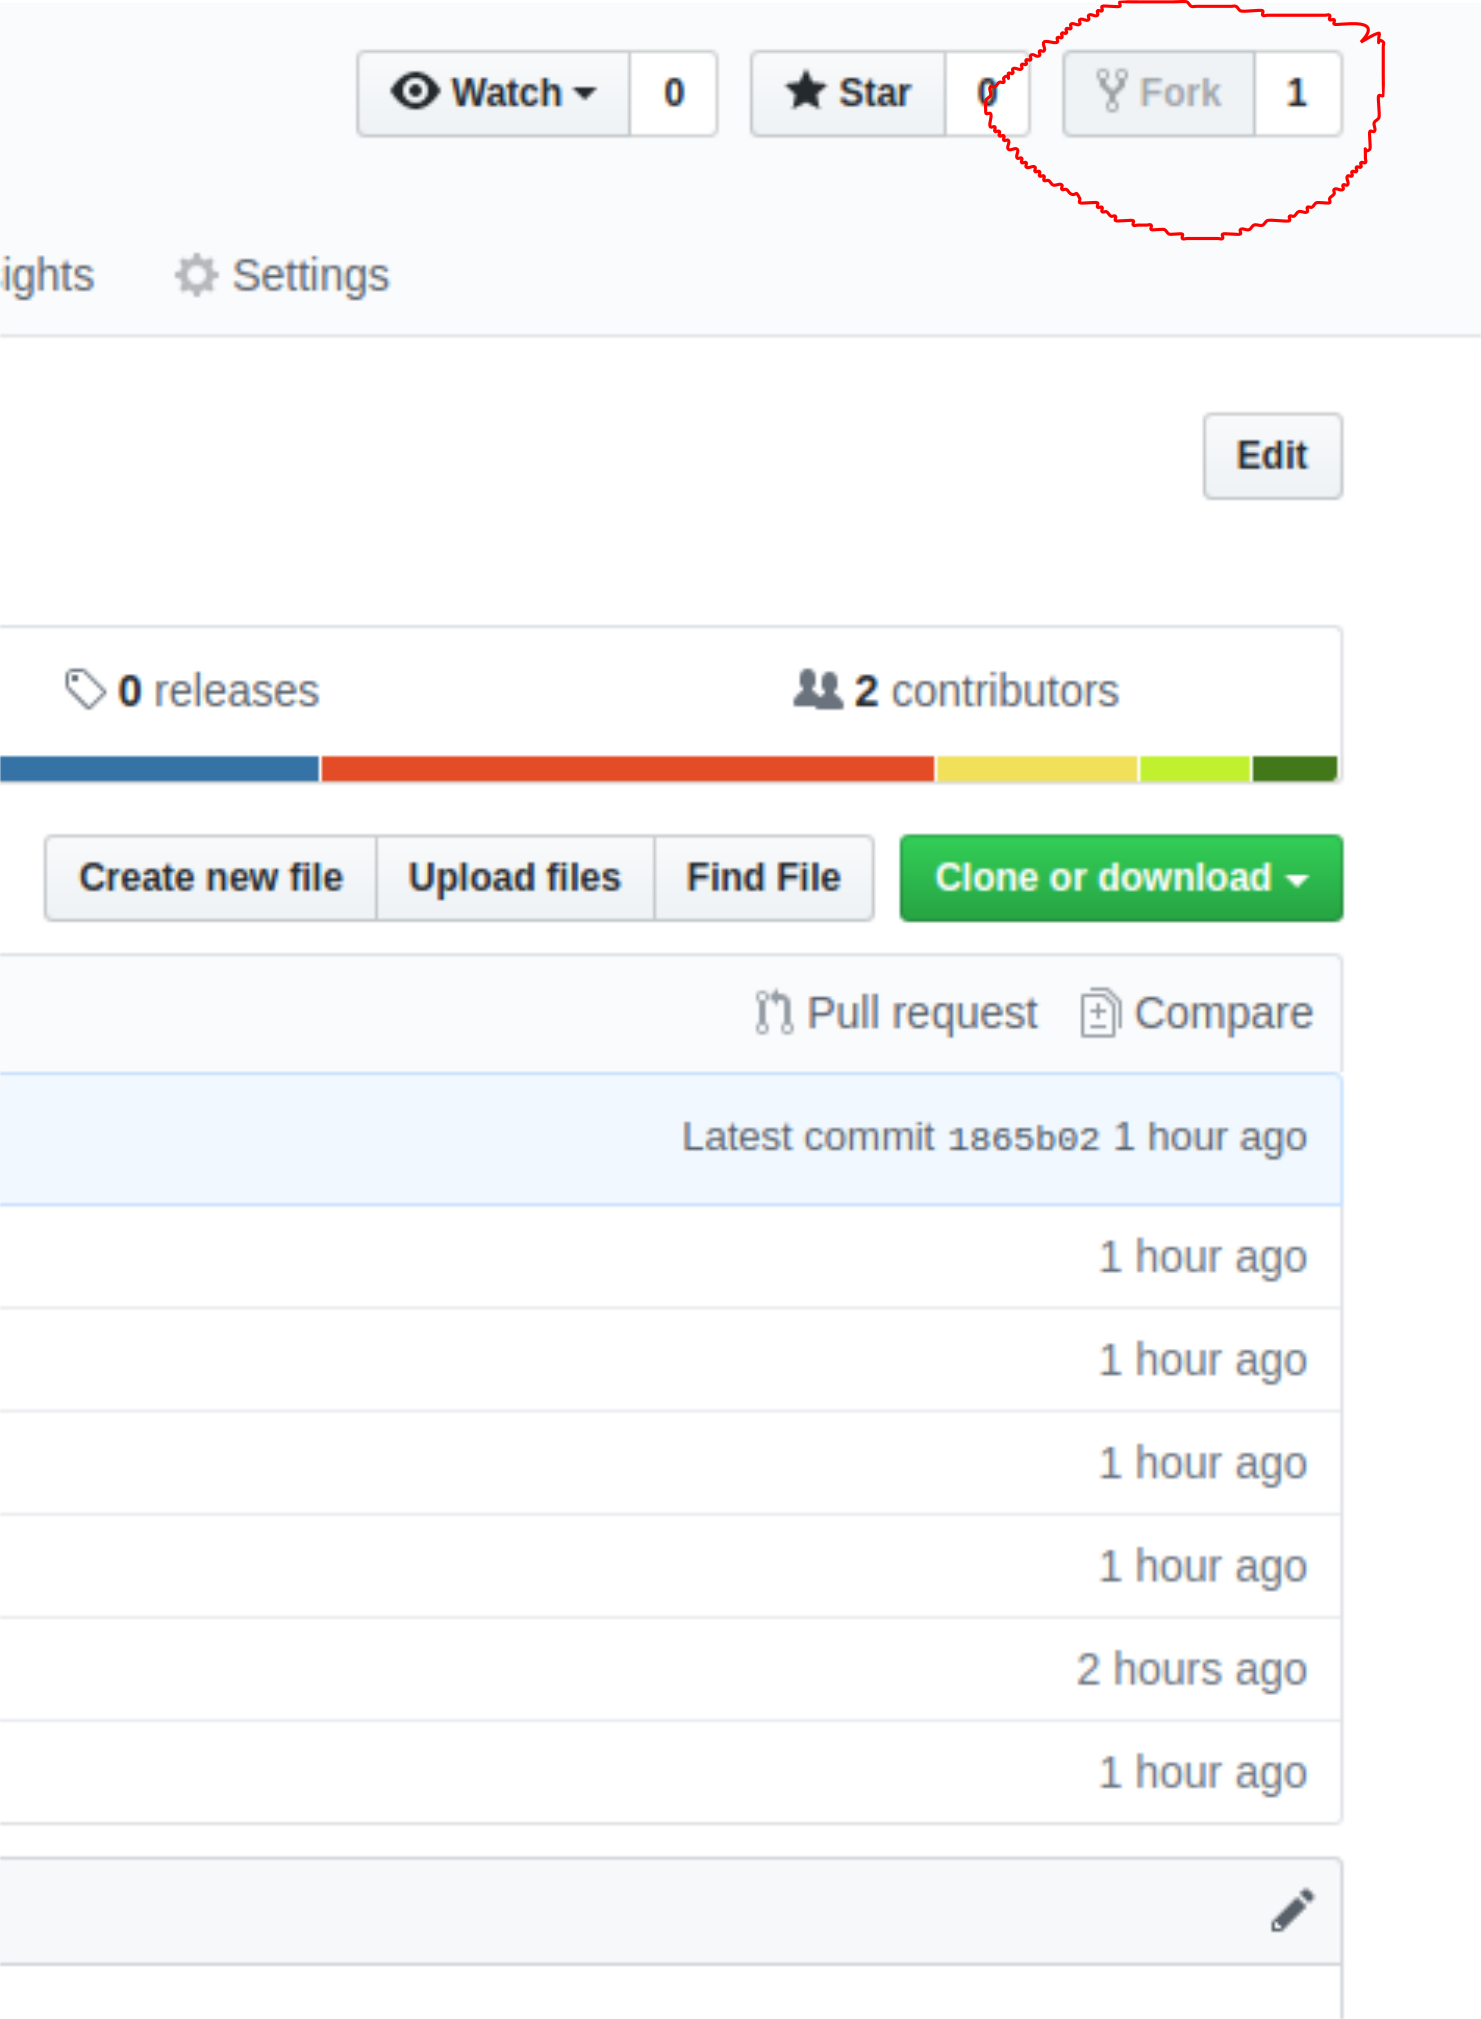 Watch 0 Star 0 Fork 1
ights Settings
Edit
0 releases 2 contributors
Create new file Upload files Find File Clone or download
Pull request Compare
Latest commit 1865b02 1 hour ago
1 hour ago
1 hour ago
1 hour ago
1 hour ago
2 hours ago
1 hour ago